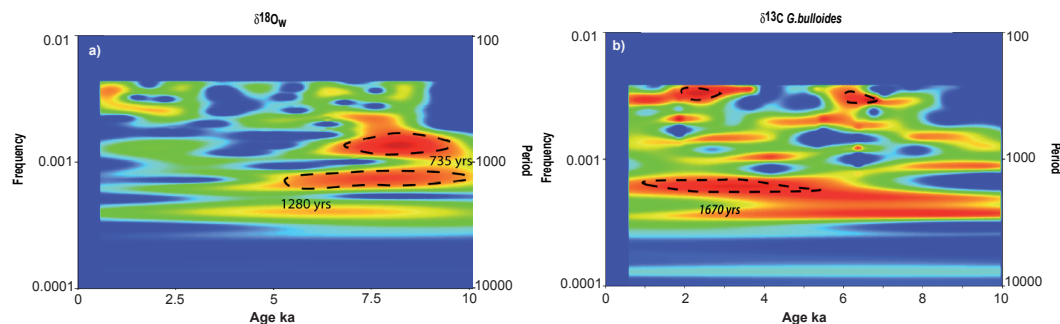 δ18Ow
a)
0.01
0.001
0.0001
Frequency
100
1000
10000
Period
735 yrs
1280 yrs
0
2.5
5
7.5
10
Age ka
δ13C G.bulloides
b)
0.01
0.001
0.0001
Frequency
100
1000
10000
Period
1670 yrs
0
2
4
6
8
10
Age ka